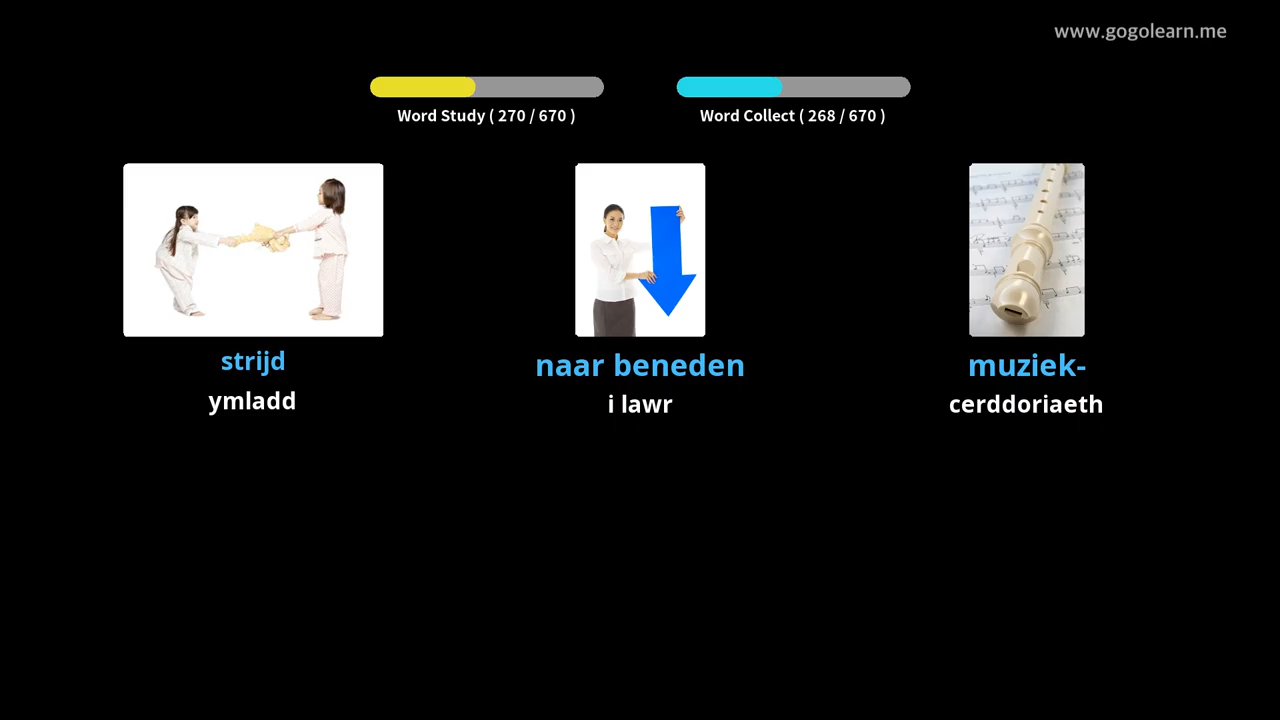 www.gogolearn.me
Word Study ( 270 / 670 )
Word Collect ( 268 / 670 )
strijd
ymladd
naar beneden
i lawr
muziek-
cerddoriaeth